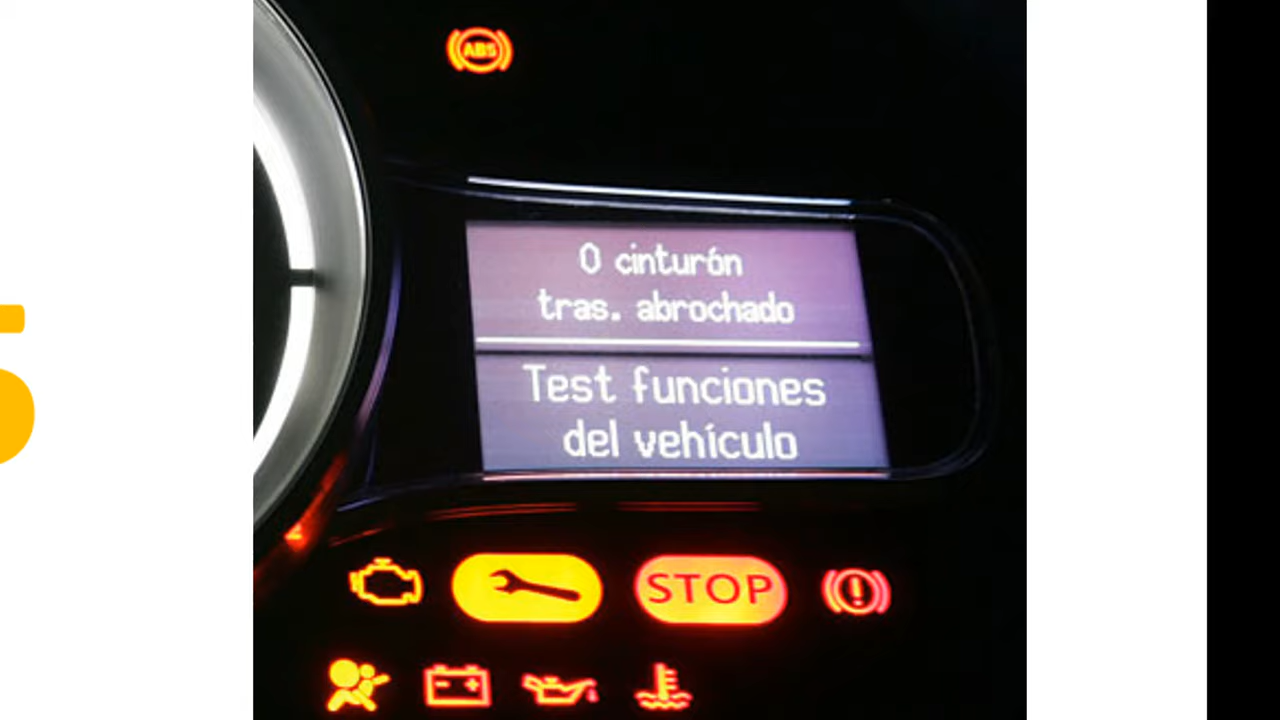 ABS
0 cinturón
tras. abrochado
Test funciones
del vehículo
STOP